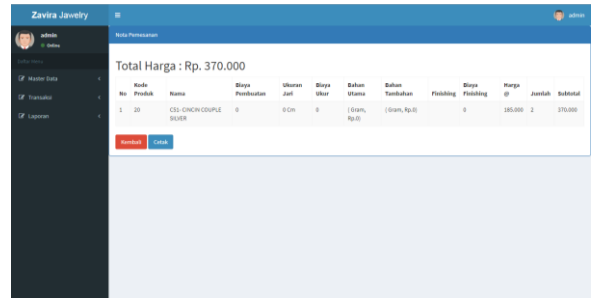 Zavira Jawelry
admin
admin
Online
Nota Pemesanan
Daftar Menu
Master Data
Transaksi
Laporan
Total Harga : Rp. 370.000
No Kode Produk Nama Biaya Pembuatan Ukuran Jari Biaya Ukur Bahan Utama Bahan Tambahan Finishing Biaya Finishing Harga @ Jumlah Subtotal
1 20 CS1- CINCIN COUPLE SILVER 0 0 Cm 0 ( Gram, Rp.0) ( Gram, Rp.0) 0 185.000 2 370.000
Kembali Cetak